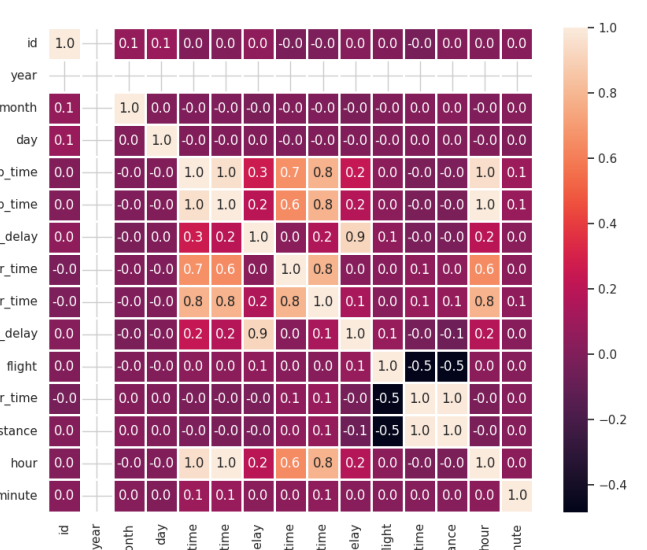 id 1.0 0.1 0.1 0.0 0.0 0.0 -0.0 -0.0 0.0 0.0 -0.0 0.0 0.0 0.0 1.0
year
month 0.1 1.0 0.0 -0.0 -0.0 -0.0 -0.0 -0.0 -0.0 -0.0 0.0 0.0 -0.0 0.0 0.8
day 0.1 0.0 1.0 -0.0 -0.0 -0.0 -0.0 -0.0 -0.0 -0.0 0.0 0.0 -0.0 0.0
p_time 0.0 -0.0 -0.0 1.0 1.0 0.3 0.7 0.8 0.2 0.0 -0.0 -0.0 1.0 0.1 0.6
p_time 0.0 -0.0 -0.0 1.0 1.0 0.2 0.6 0.8 0.2 0.0 -0.0 -0.0 1.0 0.1
_delay 0.0 -0.0 0.0 0.3 0.2 1.0 0.0 0.2 0.9 0.1 -0.0 -0.0 0.2 0.0 0.4
r_time -0.0 -0.0 -0.0 0.7 0.6 0.0 1.0 0.8 0.0 0.0 0.1 0.0 0.6 0.0
r_time -0.0 -0.0 -0.0 0.8 0.8 0.2 0.8 1.0 0.1 0.0 0.1 0.1 0.8 0.1 0.2
_delay 0.0 -0.0 -0.0 0.2 0.2 0.9 0.0 0.1 1.0 0.1 -0.0 -0.1 0.2 0.0 0.0
flight 0.0 -0.0 -0.0 0.0 0.0 0.1 0.0 0.0 0.1 1.0 -0.5 -0.5 0.0 0.0
r_time -0.0 0.0 0.0 -0.0 -0.0 -0.0 0.1 0.1 -0.0 -0.5 1.0 1.0 -0.0 0.0 −0.2
stance 0.0 0.0 0.0 -0.0 -0.0 -0.0 0.0 0.1 -0.1 -0.5 1.0 1.0 -0.0 0.0
hour 0.0 -0.0 -0.0 1.0 1.0 0.2 0.6 0.8 0.2 0.0 -0.0 -0.0 1.0 0.0
minute 0.0 0.0 0.0 0.1 0.1 0.0 0.0 0.1 0.0 0.0 0.0 0.0 0.0 1.0 −0.4
id year onth day time time elay time time elay light time ance hour nute